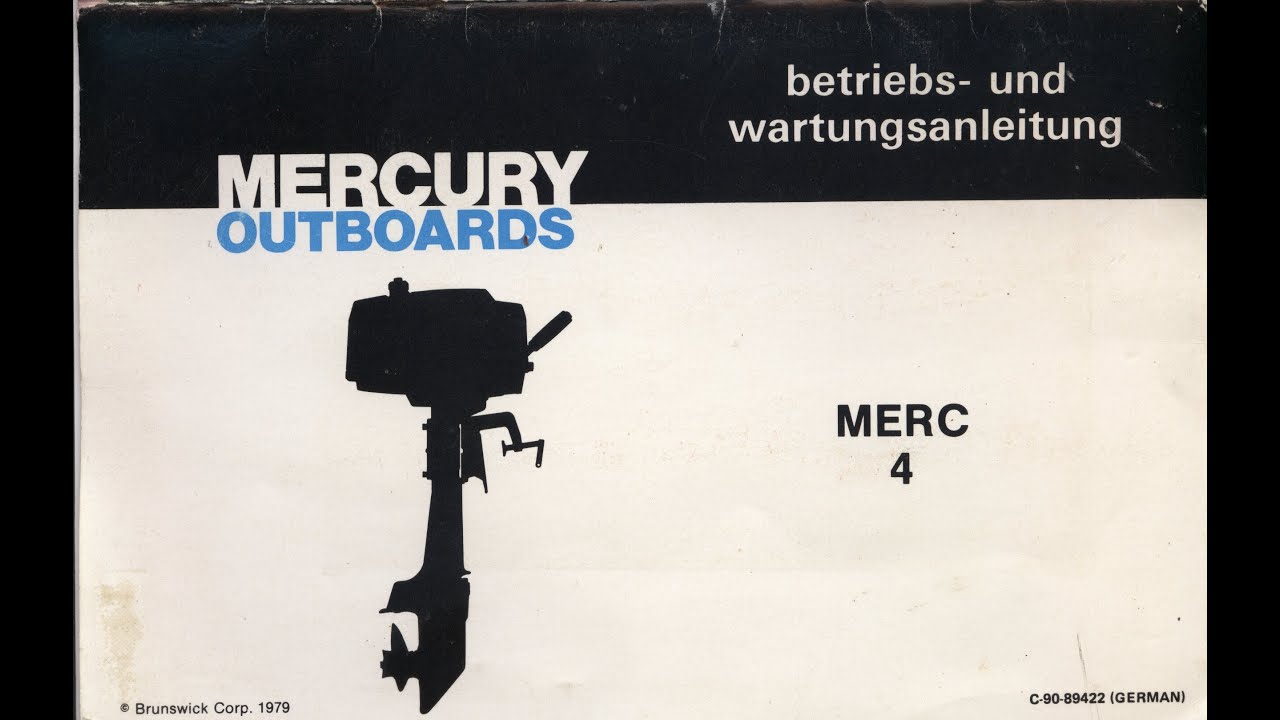 betriebs- und
wartungsanleitung
MERCURY
OUTBOARDS
MERC
4
© Brunswick Corp. 1979
C-90-89422 (GERMAN)